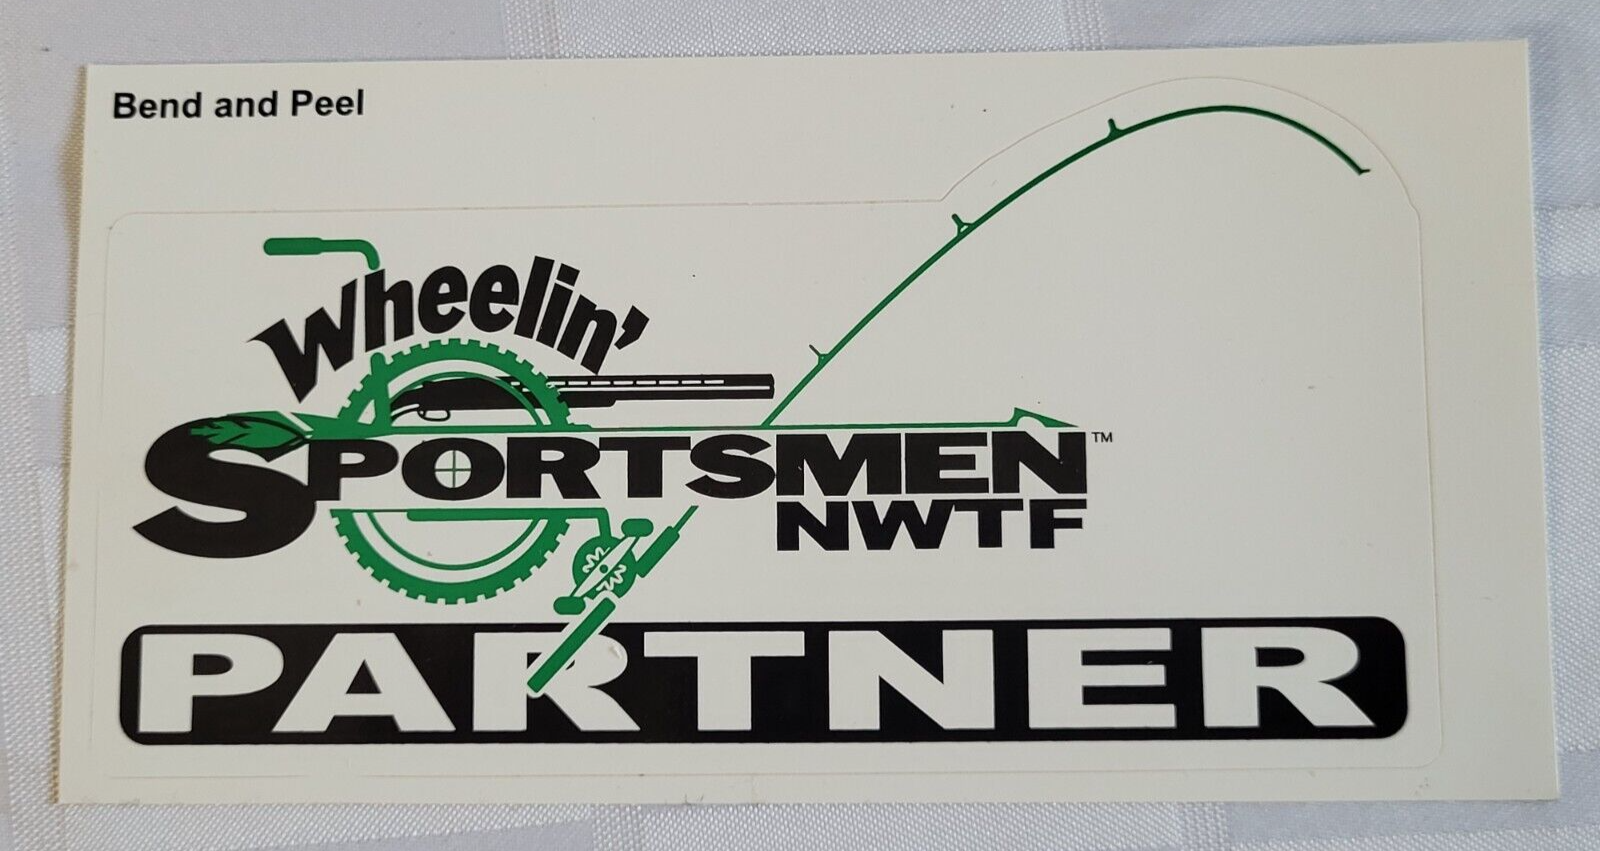 Bend and Peel
Wheelin'
SPORTSMEN™
NWTF
PARTNER